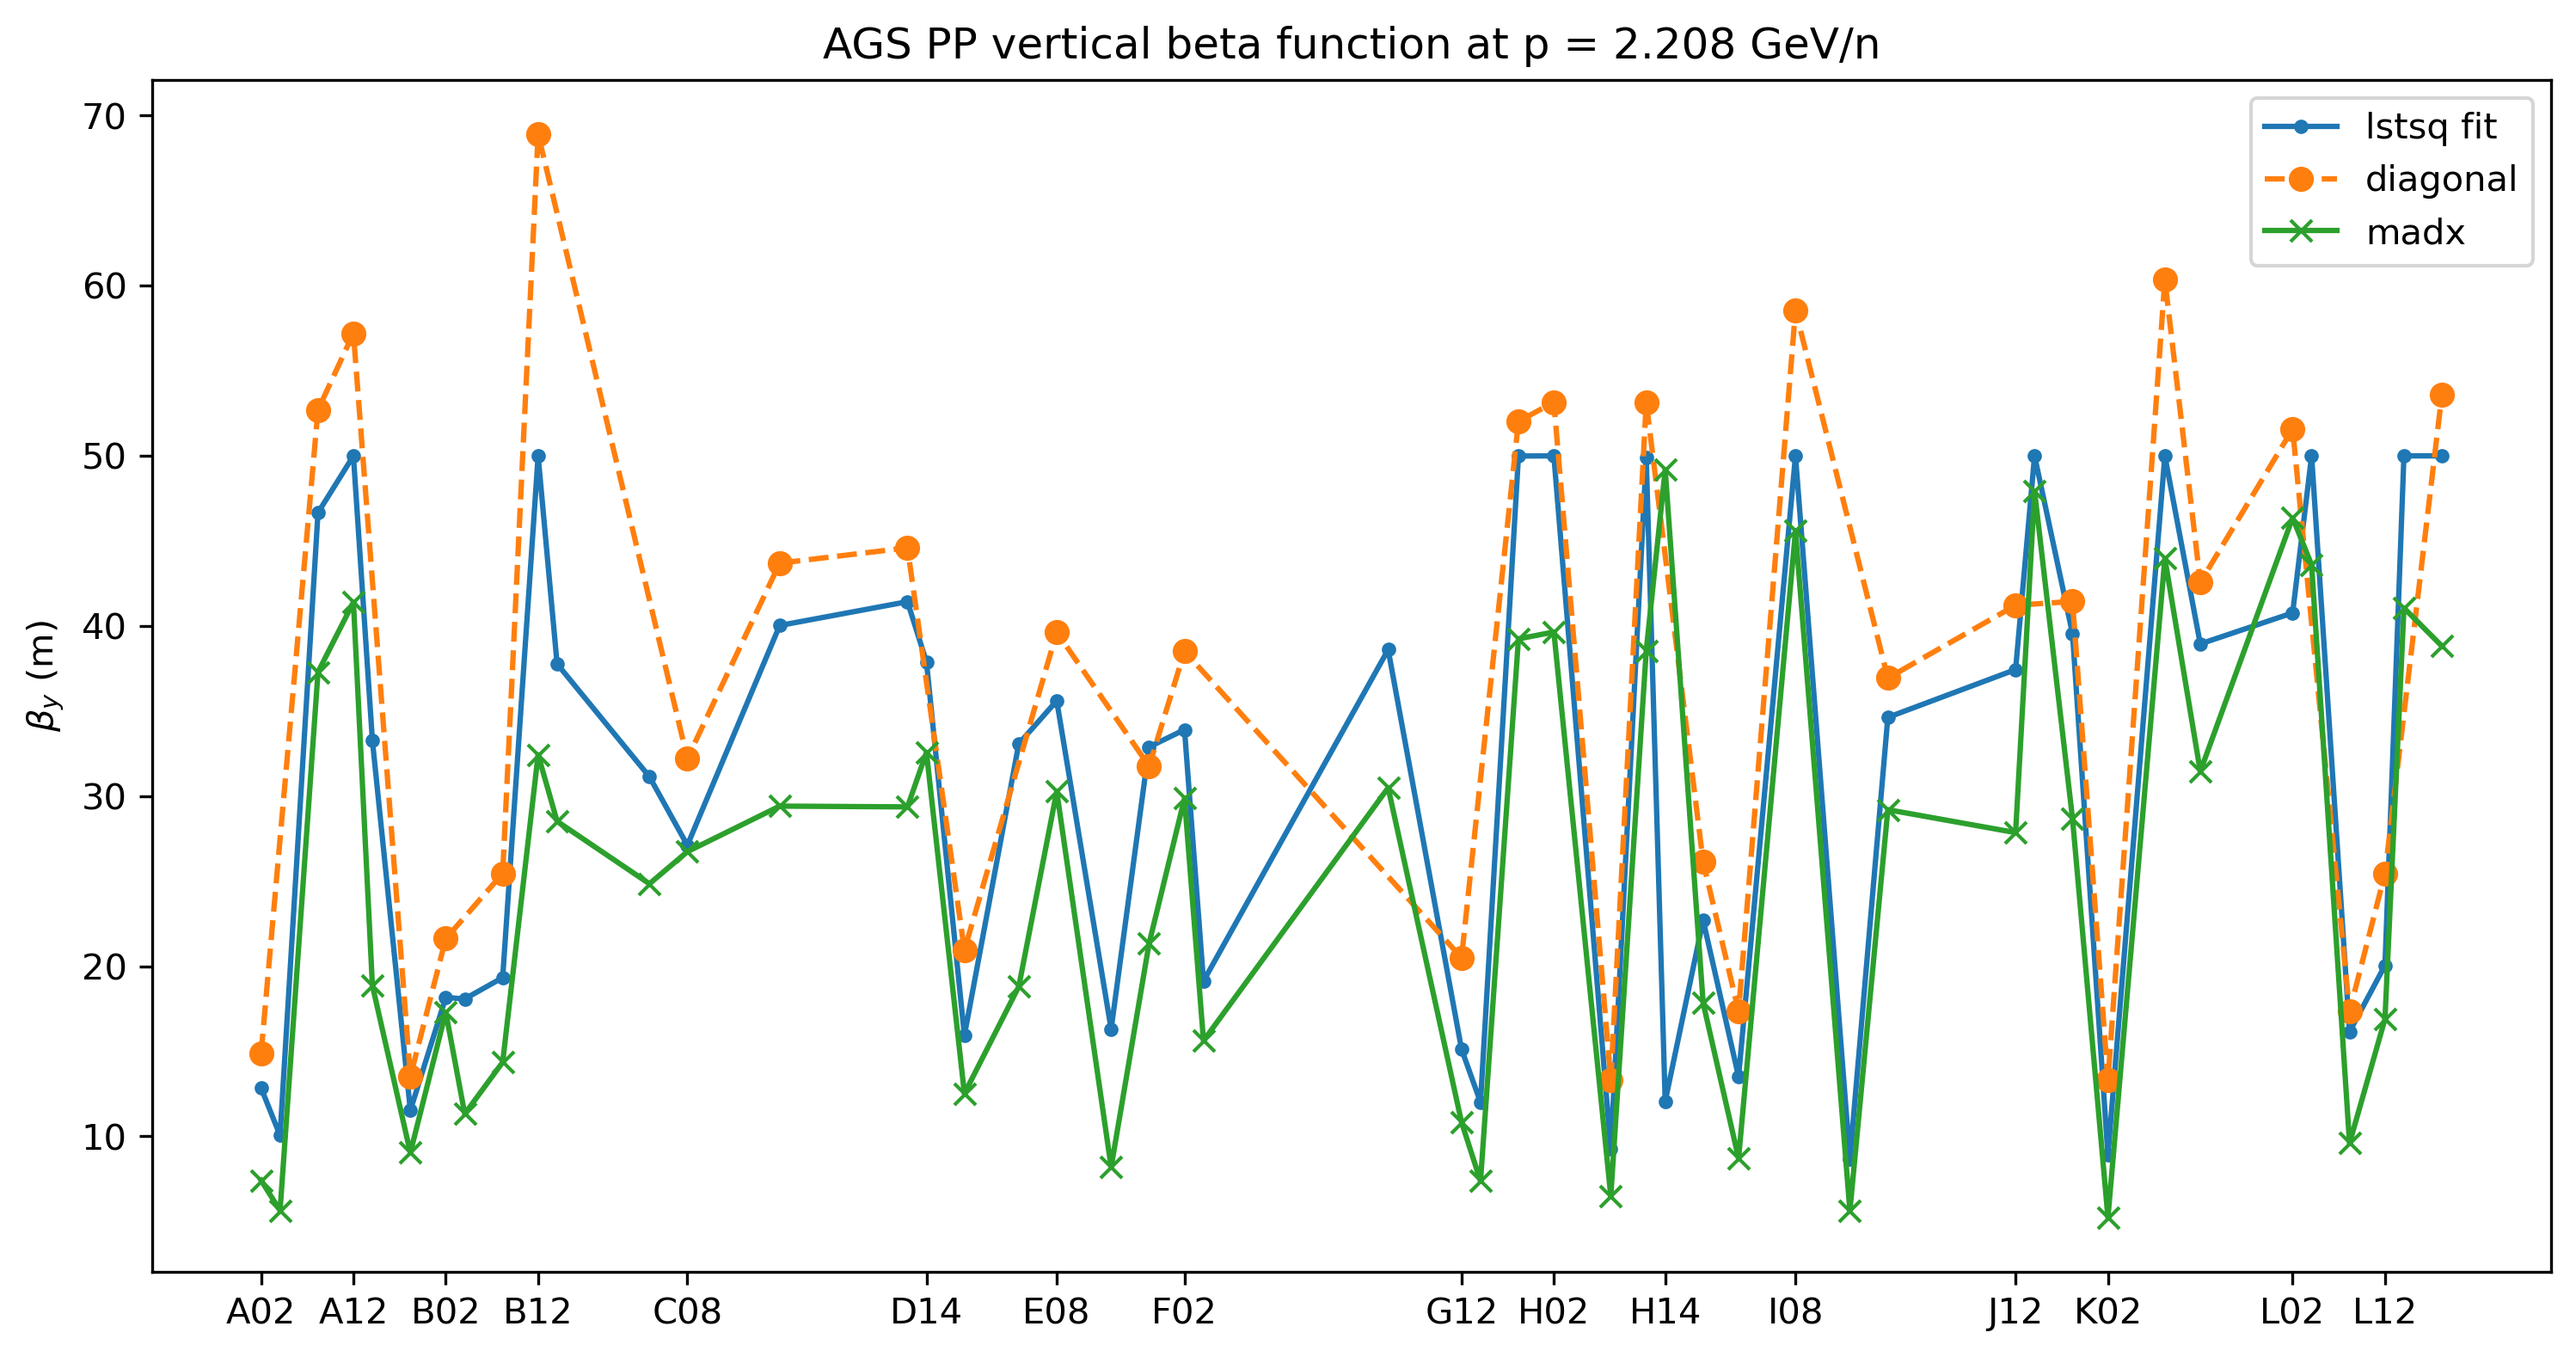 AGS PP vertical beta function at p = 2.208 GeV/n
70
60
50
40
30
20
10
βy (m)
lstsq fit
diagonal
madx
A02 A12 B02 B12 C08 D14 E08 F02 G12 H02 H14 I08 J12 K02 L02 L12